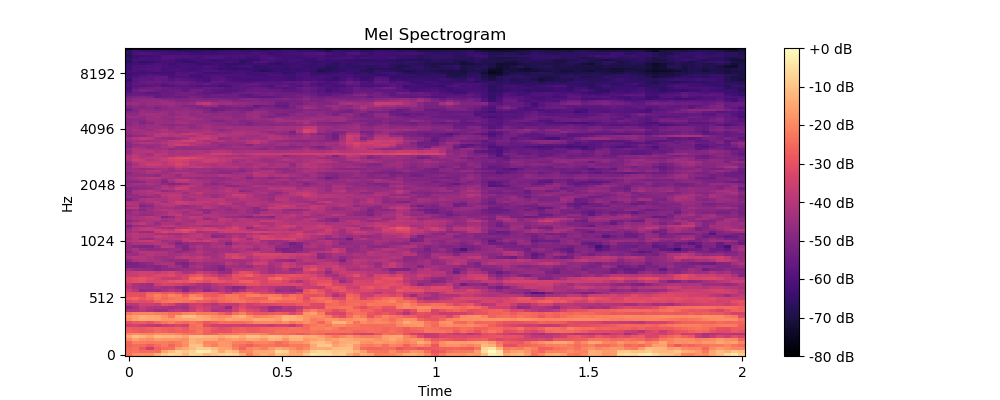 Mel Spectrogram
Hz
8192
4096
2048
1024
512
0
0 0.5 1 1.5 2
Time
+0 dB
-10 dB
-20 dB
-30 dB
-40 dB
-50 dB
-60 dB
-70 dB
-80 dB